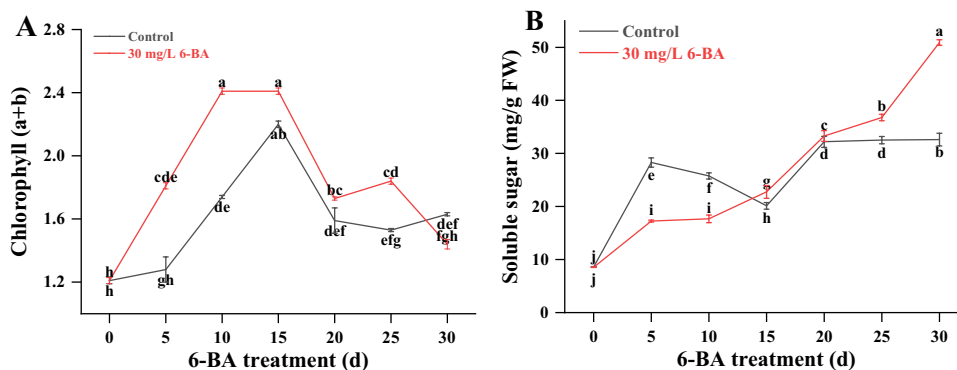 A
Control
30 mg/L 6-BA
Chlorophyll (a+b)
2.8
2.4
2.0
1.6
1.2
h
h
cde
gh
a
de
a
ab
bc
def
cd
efg
def
fgh
0 5 10 15 20 25 30
6-BA treatment (d)
B
Control
30 mg/L 6-BA
Soluble sugar (mg/g FW)
50
40
30
20
10
0
j
j
e
i
f
i
g
h
c
d
b
d
a
b
0 5 10 15 20 25 30
6-BA treatment (d)